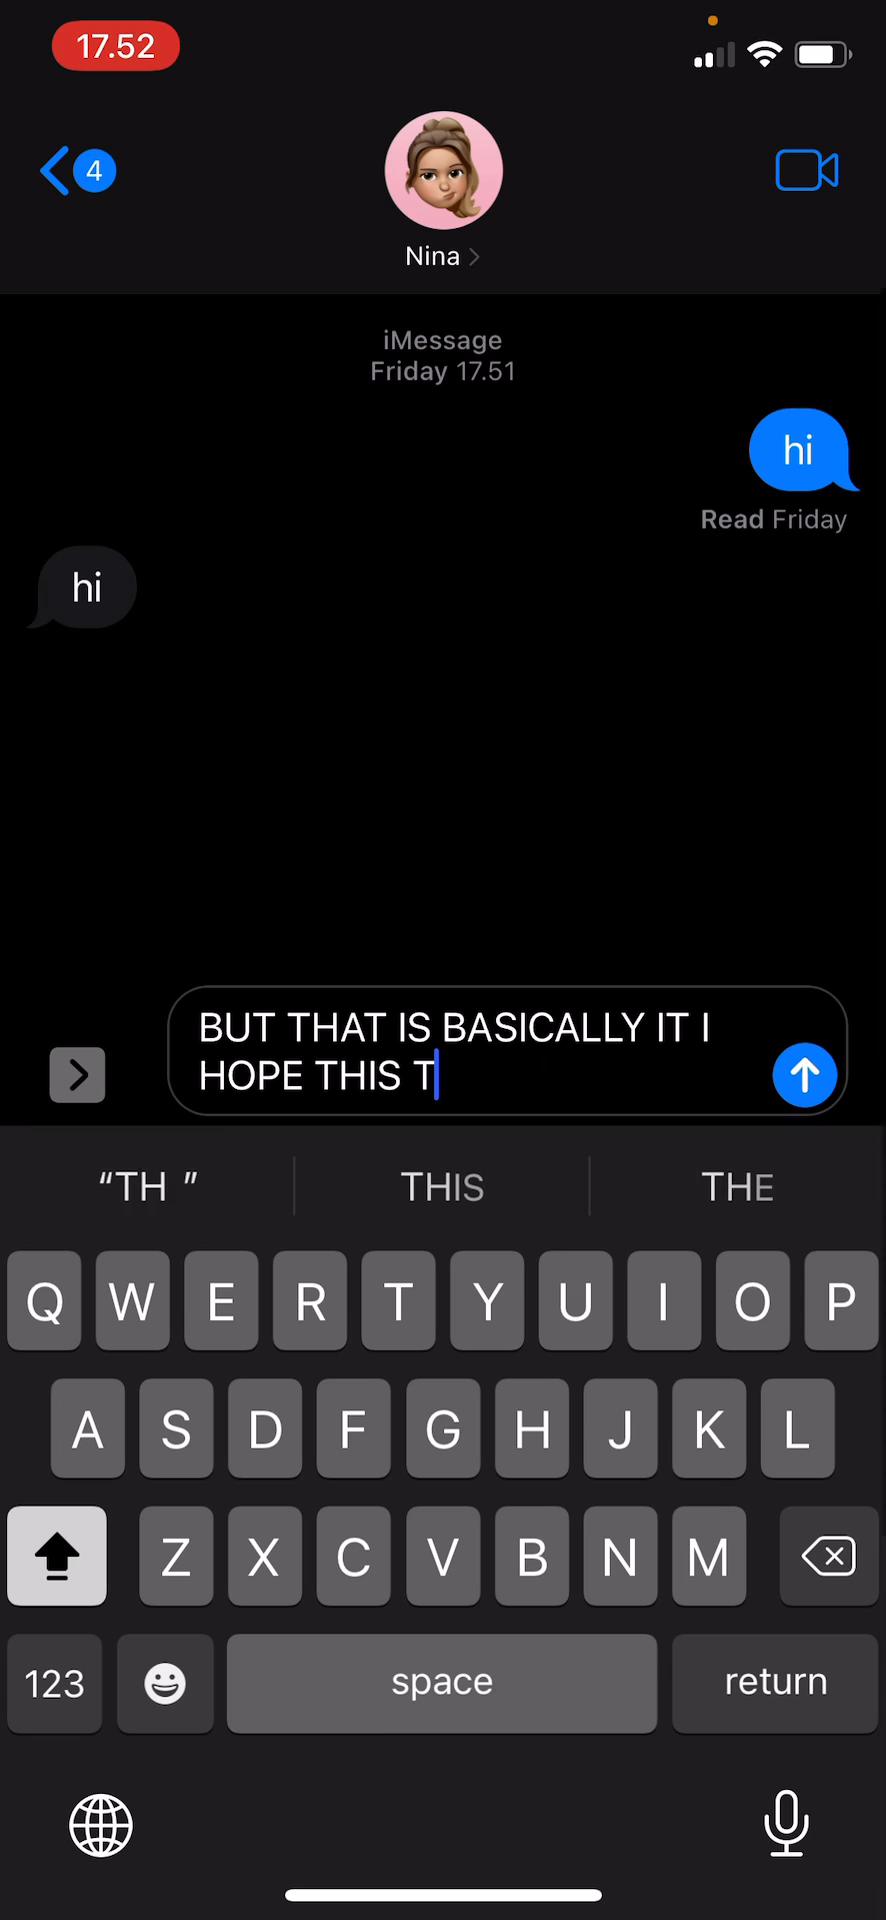 17.52
4
Nina
iMessage
Friday 17.51
hi
Read Friday
hi
BUT THAT IS BASICALLY IT I
HOPE THIS T
“TH ” THIS THE
Q W E R T Y U I O P
A S D F G H J K L
Z X C V B N M
123 space return